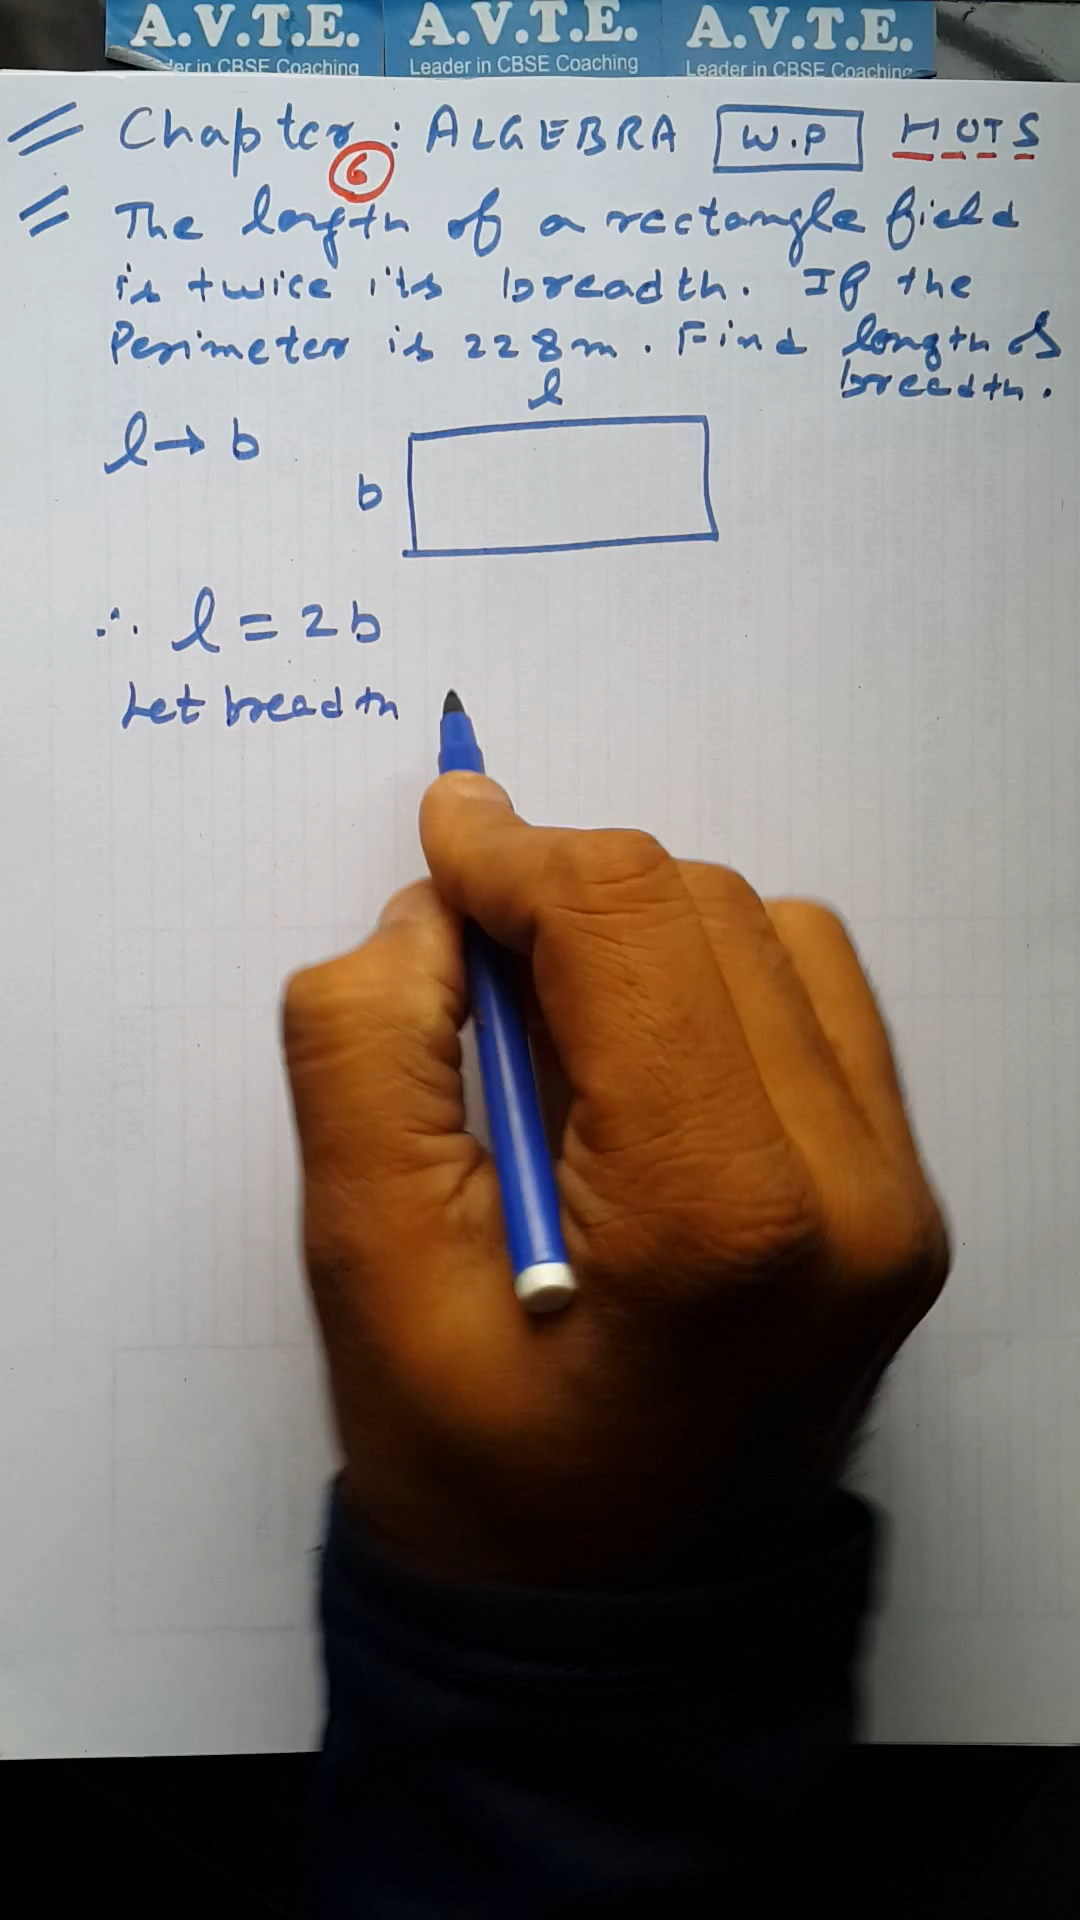 A.V.T.E. A.V.T.E. A.V.T.E.
der in CBSE Coaching Leader in CBSE Coaching Leader in CBSE Coaching
Chapter : ALGEBRA W.P HOTS
6
The length of a rectangle field
is twice its breadth. If the
Perimeter is 228m. Find length &
breadth.
l
l → b
b
∴ l = 2b
Let breadth